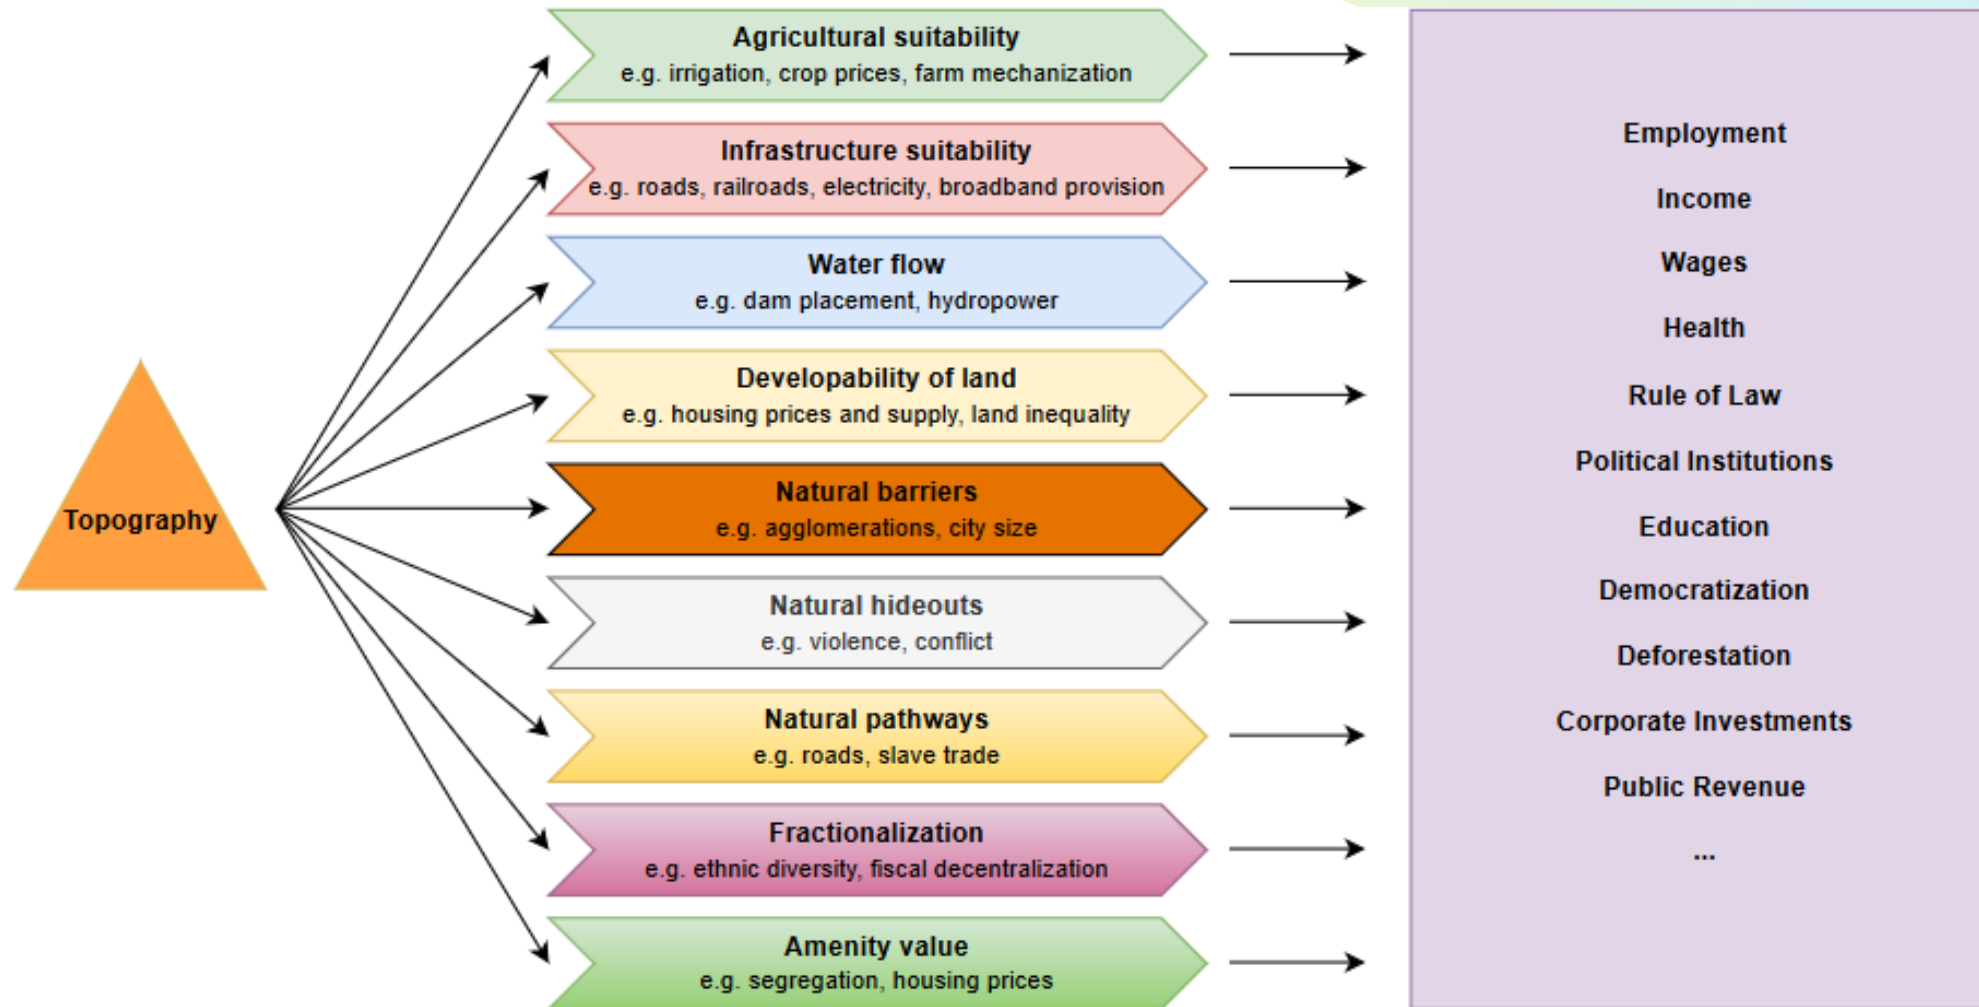 Topography
Agricultural suitability
e.g. irrigation, crop prices, farm mechanization
Infrastructure suitability
e.g. roads, railroads, electricity, broadband provision
Water flow
e.g. dam placement, hydropower
Developability of land
e.g. housing prices and supply, land inequality
Natural barriers
e.g. agglomerations, city size
Natural hideouts
e.g. violence, conflict
Natural pathways
e.g. roads, slave trade
Fractionalization
e.g. ethnic diversity, fiscal decentralization
Amenity value
e.g. segregation, housing prices
Employment
Income
Wages
Health
Rule of Law
Political Institutions
Education
Democratization
Deforestation
Corporate Investments
Public Revenue
...